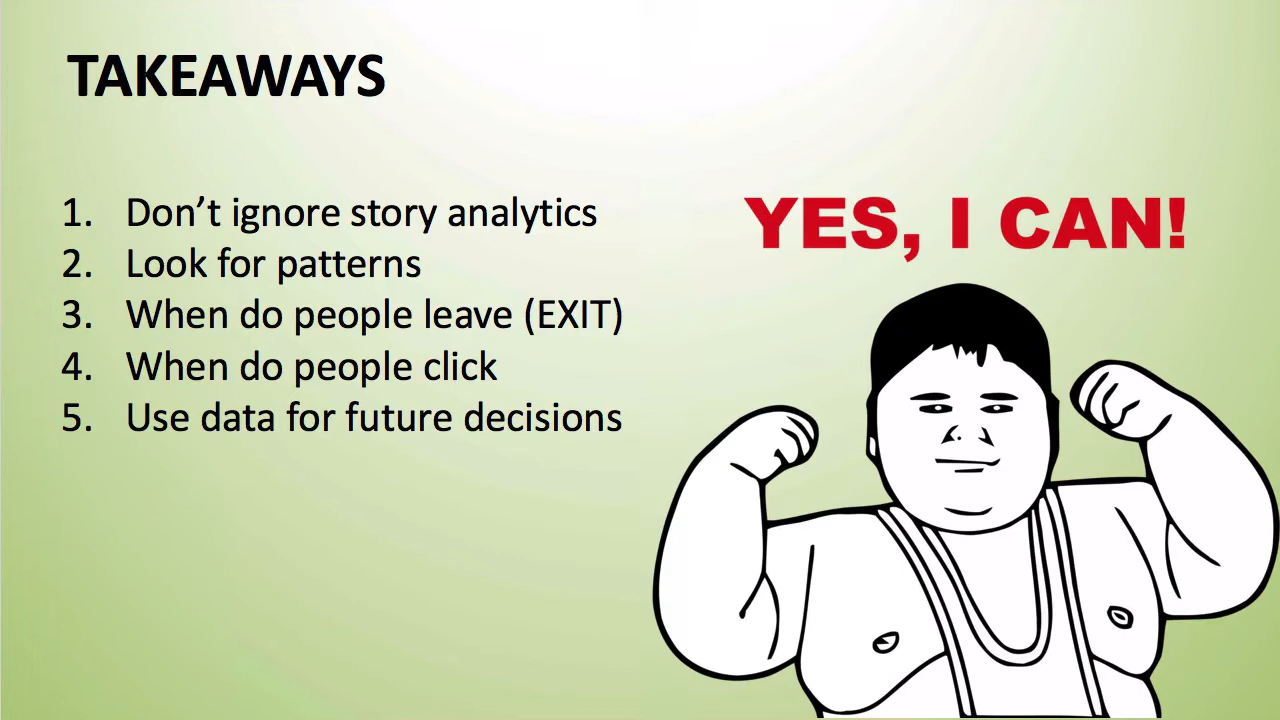 TAKEAWAYS
1. Don’t ignore story analytics
2. Look for patterns
3. When do people leave (EXIT)
4. When do people click
5. Use data for future decisions
YES, I CAN!